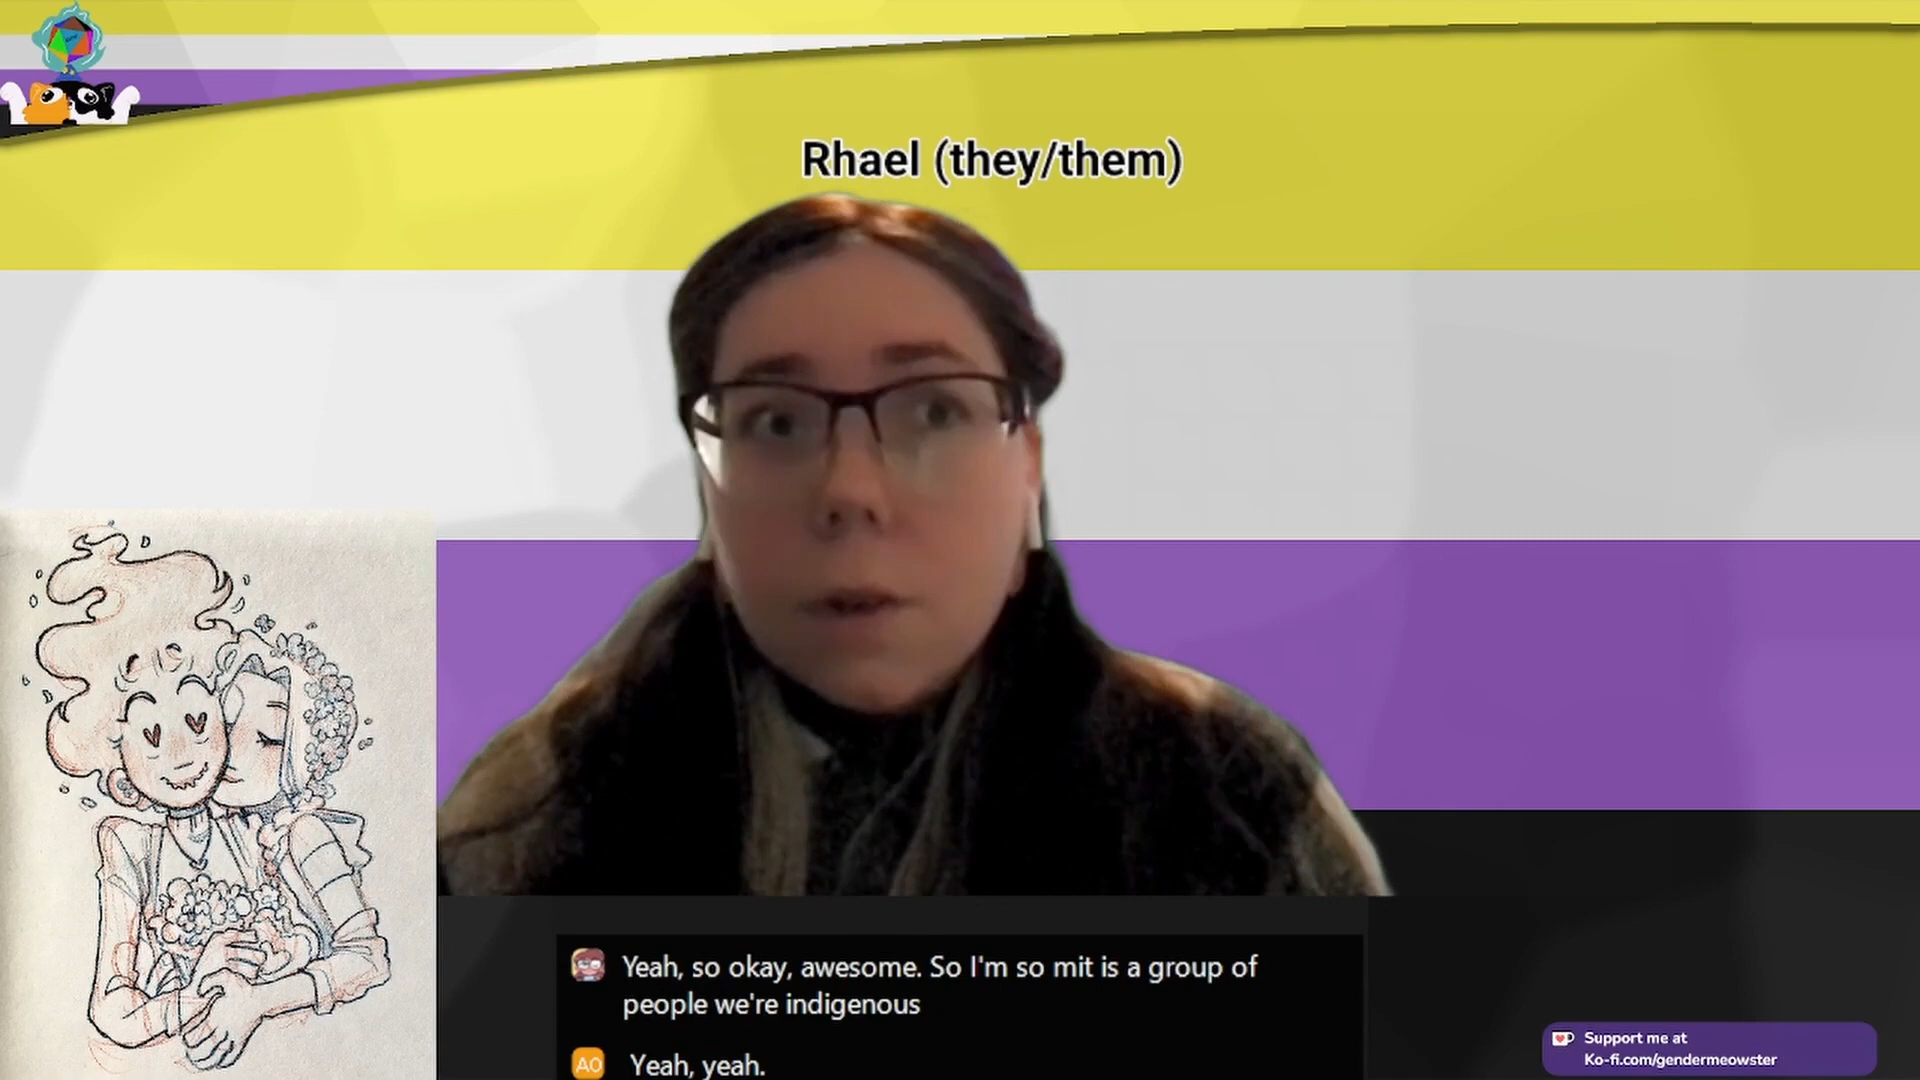 Rhael (they/them)
Yeah, so okay, awesome. So I'm so mit is a group of
people we're indigenous
AO
Yeah, yeah.
Support me at
Ko-fi.com/gendermeowster